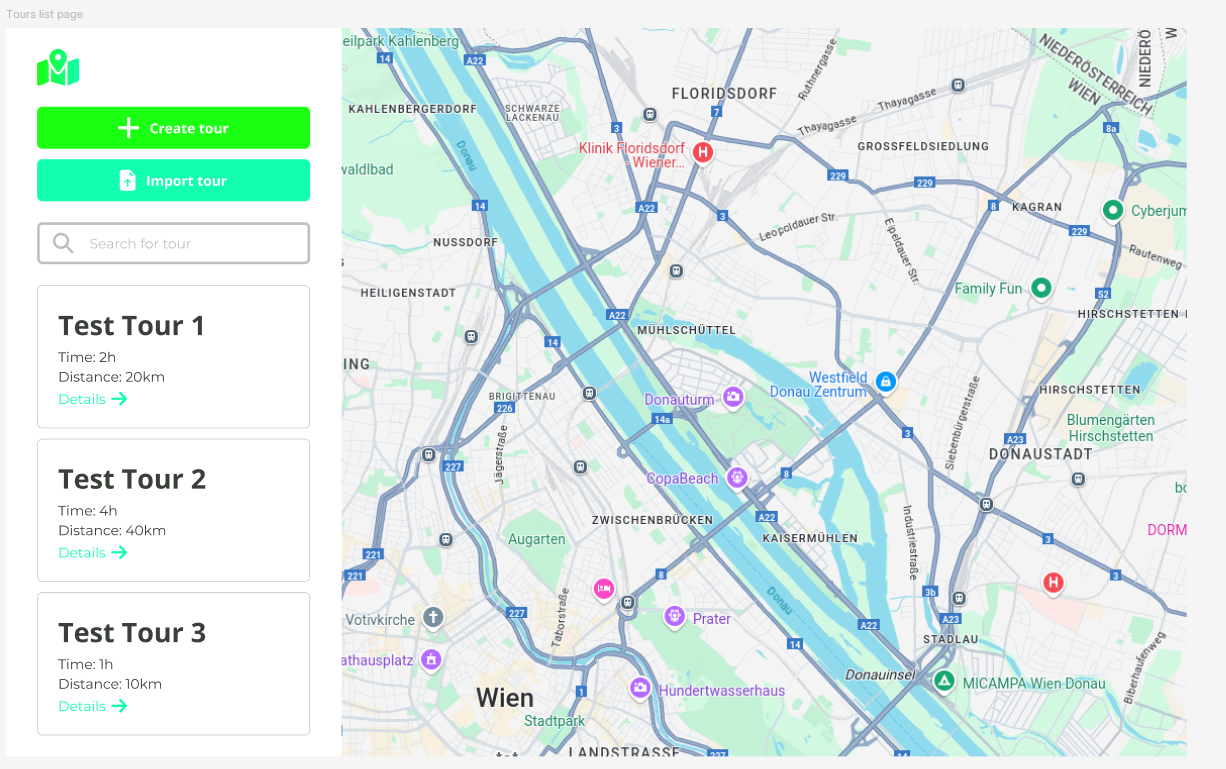 Tours list page
Create tour
Import tour
Search for tour
Test Tour 1
Time: 2h
Distance: 20km
Details
Test Tour 2
Time: 4h
Distance: 40km
Details
Test Tour 3
Time: 1h
Distance: 10km
Details
eilpark Kahlenberg
14
A22
KAHLENBERGERDORF
SCHWARZE
LACKENAU
FLORIDSDORF
Ruthnergasse
NIEDERÖSTERREICH
WIEN
NIEDERÖ
W
Thayagasse
7
3
8a
Thayagasse
Klinik Floridsdorf
- Wiener...
H
GROSSFELDSIEDLUNG
Donau
waldbad
229
229
14
A22
3
8
KAGRAN
Cyberjum
Leopoldauer Str.
Eipeldauer Str.
229
NUSSDORF
Rautenweg
HEILIGENSTADT
Family Fun
S2
A22
HIRSCHSTETTEN
MÜHLSCHÜTTEL
14
ING
Westfield
Donau Zentrum
BRIGITTENAU
226
Donauturm
14a
HIRSCHSTETTEN
Siebenbürgerstraße
Blumengärten
Hirschstetten
3
A23
DONAUSTADT
Jägerstraße
227
CopaBeach
8
bo
A22
ZWISCHENBRÜCKEN
KAISERMÜHLEN
Industriestraße
DORM
Augarten
3
221
221
8
3
H
3b
Taborstraße
Donau
227
Votivkirche
Prater
A22
A23
14
STADLAU
athausplatz
Donauinsel
Biberhaufenweg
MICAMPA Wien Donau
Wien
1
Hundertwasserhaus
Stadtpark
LANDSTRASSE
227
14